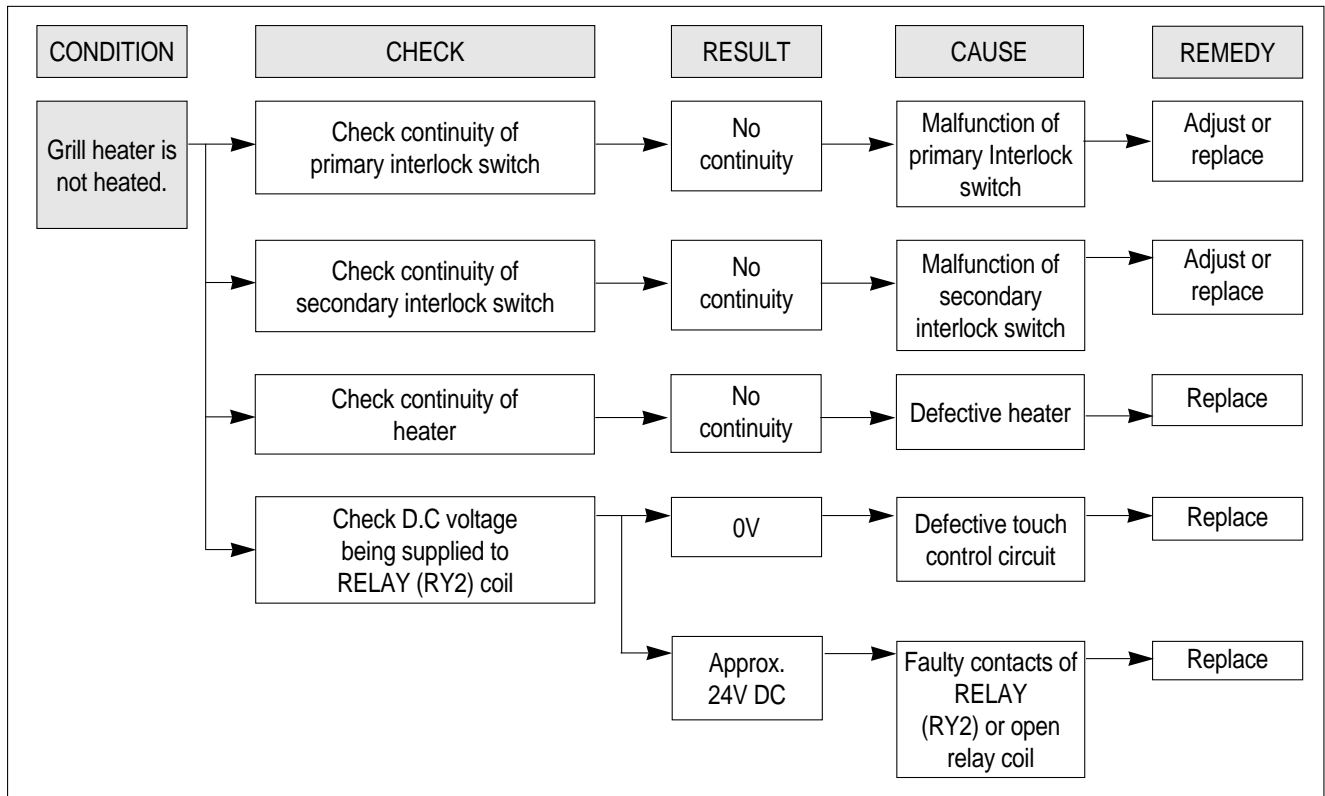 CONDITION
CHECK
RESULT
CAUSE
REMEDY
Grill heater is
not heated.
Check continuity of
primary interlock switch
No
continuity
Malfunction of
primary Interlock
switch
Adjust or
replace
Check continuity of
secondary interlock switch
No
continuity
Malfunction of
secondary
interlock switch
Adjust or
replace
Check continuity of
heater
No
continuity
Defective heater
Replace
Check D.C voltage
being supplied to
RELAY (RY2) coil
0V
Defective touch
control circuit
Replace
Approx.
24V DC
Faulty contacts of
RELAY
(RY2) or open
relay coil
Replace